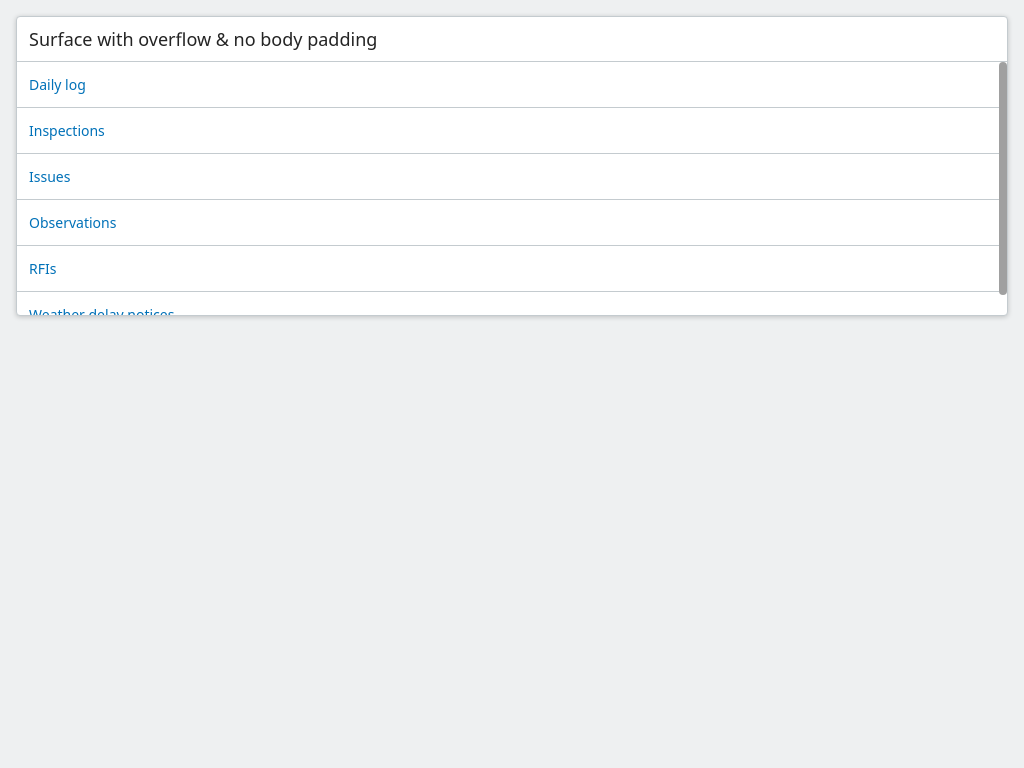 Surface with overflow & no body padding
Daily log
Inspections
Issues
Observations
RFIs
Weather delay notices